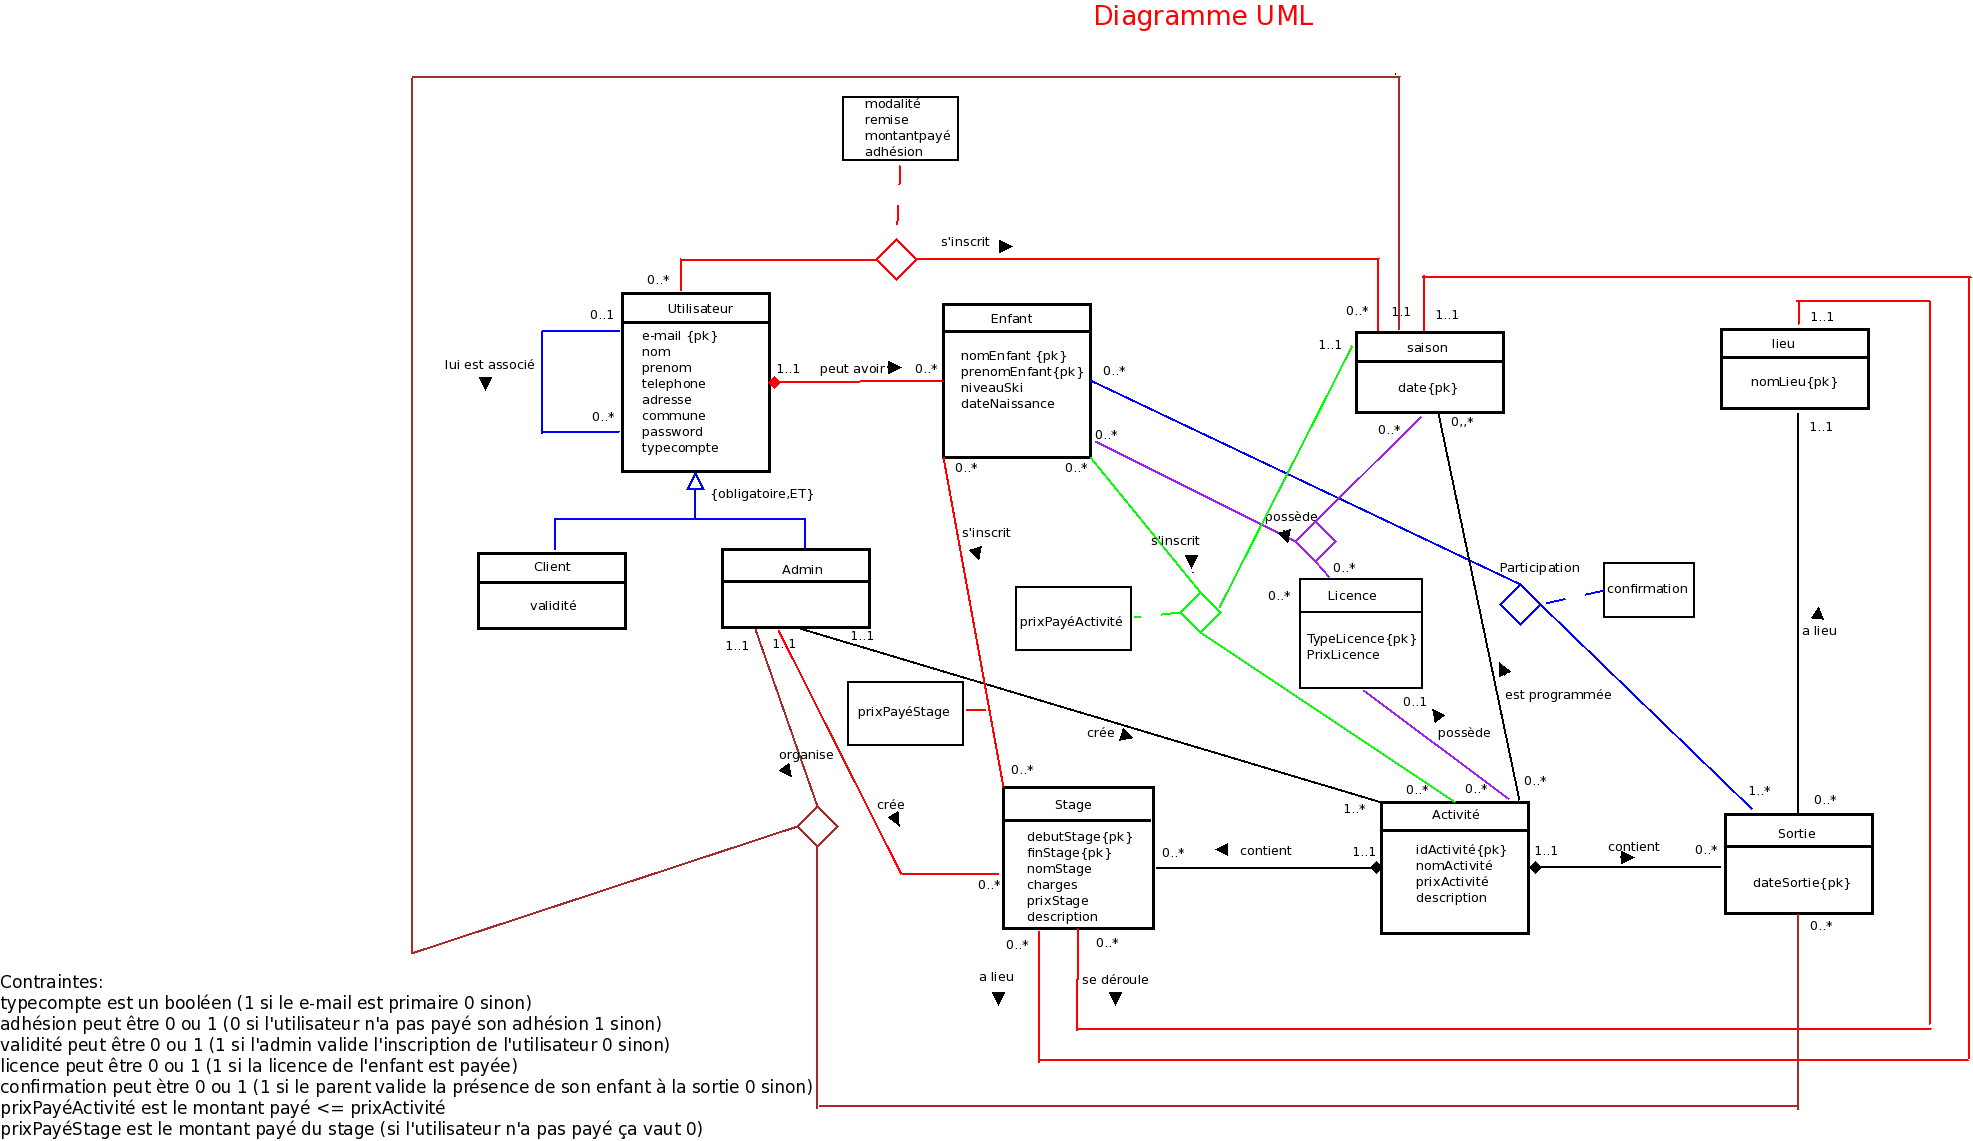 Diagramme UML
modalité
remise
montantpayé
adhésion
s'inscrit
0..*
0..*
1..1
1..1
1..1
Utilisateur
e-mail {pk}
nom
prenom
telephone
adresse
commune
password
typecompte
0..1
lui est associé
0..*
1..1
peut avoir
0..*
Enfant
nomEnfant {pk}
prenomEnfant{pk}
niveauSki
dateNaissance
0..*
0..*
0..*
0..*
1..1
saison
date{pk}
0..*
0,,*
lieu
nomLieu{pk}
1..1
{obligatoire,ET}
Client
validité
Admin
1..1
1..1
1..1
s'inscrit
s'inscrit
possède
0..*
0..*
Licence
TypeLicence{pk}
PrixLicence
Participation
confirmation
prixPayéActivité
a lieu
prixPayéStage
0..1
possède
est programmée
crée
organise
crée
0..*
Stage
debutStage{pk}
finStage{pk}
nomStage
charges
prixStage
description
0..*
0..*
contient
1..1
0..*
0..*
0..*
1..*
Activité
idActivité{pk}
nomActivité
prixActivité
description
1..1
contient
0..*
1..*
0..*
Sortie
dateSortie{pk}
0..*
0..*
0..*
a lieu
se déroule
Contraintes:
typecompte est un booléen (1 si le e-mail est primaire 0 sinon)
adhésion peut être 0 ou 1 (0 si l'utilisateur n'a pas payé son adhésion 1 sinon)
validité peut être 0 ou 1 (1 si l'admin valide l'inscription de l'utilisateur 0 sinon)
licence peut être 0 ou 1 (1 si la licence de l'enfant est payée)
confirmation peut ètre 0 ou 1 (1 si le parent valide la présence de son enfant à la sortie 0 sinon)
prixPayéActivité est le montant payé <= prixActivité
prixPayéStage est le montant payé du stage (si l'utilisateur n'a pas payé ça vaut 0)